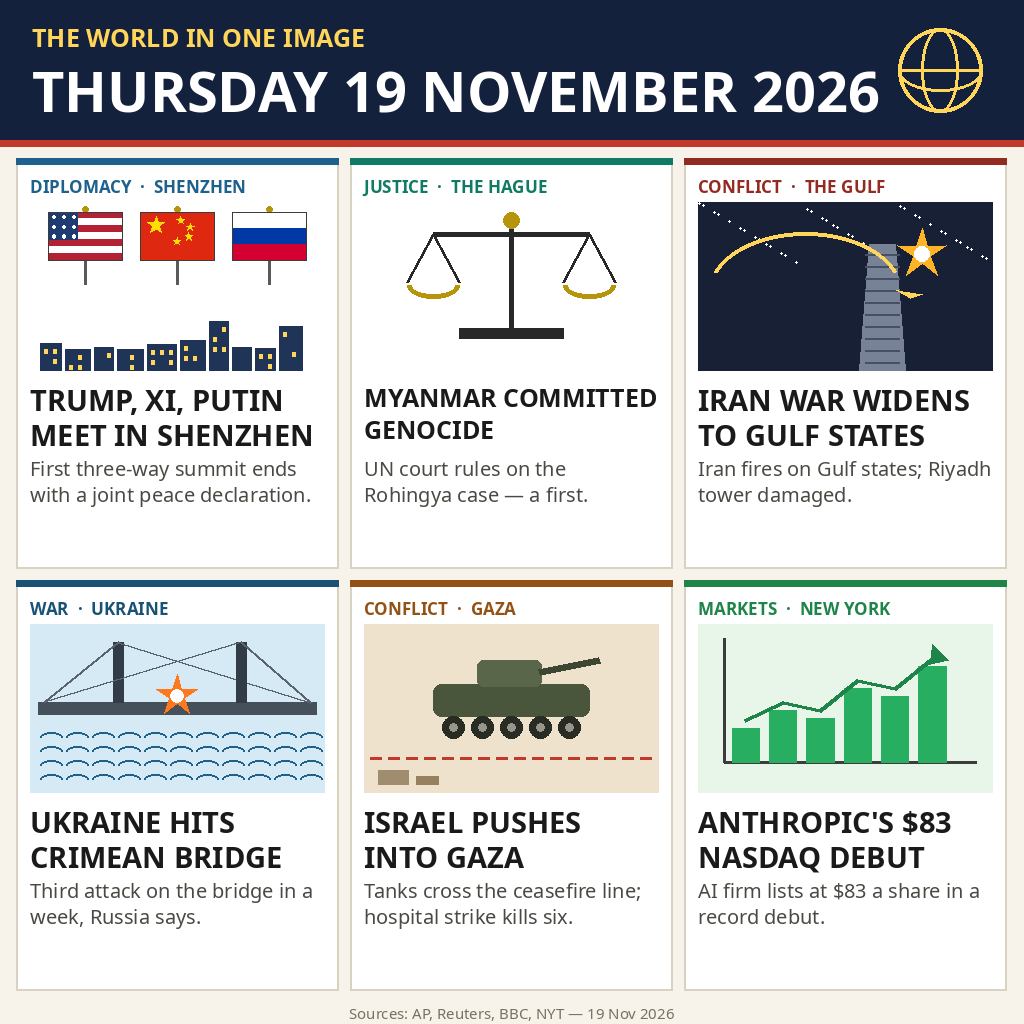 THE WORLD IN ONE IMAGE
THURSDAY 19 NOVEMBER 2026
DIPLOMACY · SHENZHEN
TRUMP, XI, PUTIN
MEET IN SHENZHEN
First three-way summit ends
with a joint peace declaration.
JUSTICE · THE HAGUE
MYANMAR COMMITTED
GENOCIDE
UN court rules on the
Rohingya case — a first.
CONFLICT · THE GULF
IRAN WAR WIDENS
TO GULF STATES
Iran fires on Gulf states; Riyadh
tower damaged.
WAR · UKRAINE
UKRAINE HITS
CRIMEAN BRIDGE
Third attack on the bridge in a
week, Russia says.
CONFLICT · GAZA
ISRAEL PUSHES
INTO GAZA
Tanks cross the ceasefire line;
hospital strike kills six.
MARKETS · NEW YORK
ANTHROPIC'S $83
NASDAQ DEBUT
AI firm lists at $83 a share in a
record debut.
Sources: AP, Reuters, BBC, NYT — 19 Nov 2026